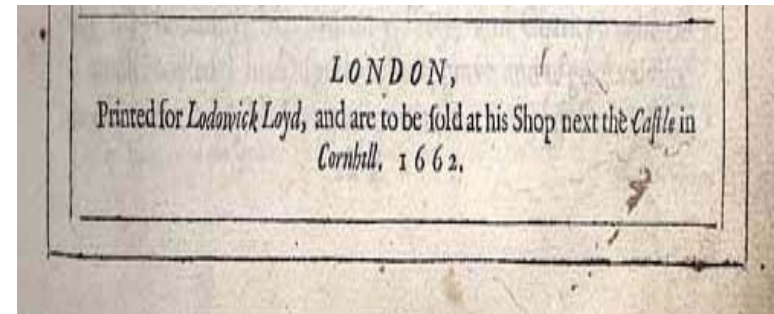 LONDON,
Printed for Lodowick Loyd, and are to be ſold at his Shop next the Caſtle in
Cornhill. 1662.